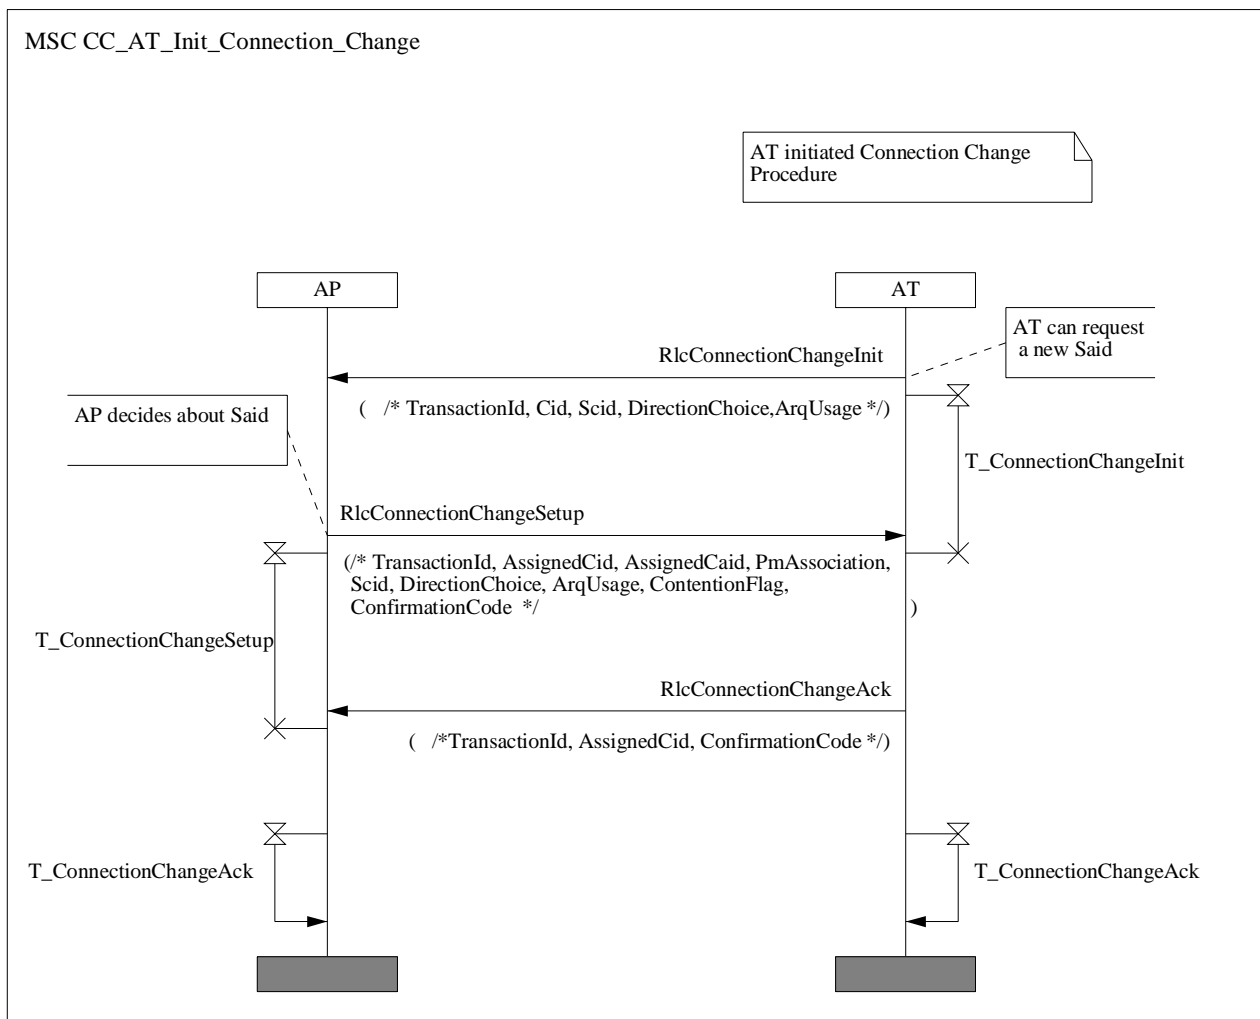 MSC CC_AT_Init_Connection_Change
AT initiated Connection Change
Procedure
AP
AT
AT can request
a new Said
RlcConnectionChangeInit
( /* TransactionId, Cid, Scid, DirectionChoice,ArqUsage */)
AP decides about Said
T_ConnectionChangeInit
RlcConnectionChangeSetup
(/* TransactionId, AssignedCid, AssignedCaid, PmAssociation,
Scid, DirectionChoice, ArqUsage, ContentionFlag,
ConfirmationCode */ )
T_ConnectionChangeSetup
RlcConnectionChangeAck
( /*TransactionId, AssignedCid, ConfirmationCode */)
T_ConnectionChangeAck
T_ConnectionChangeAck